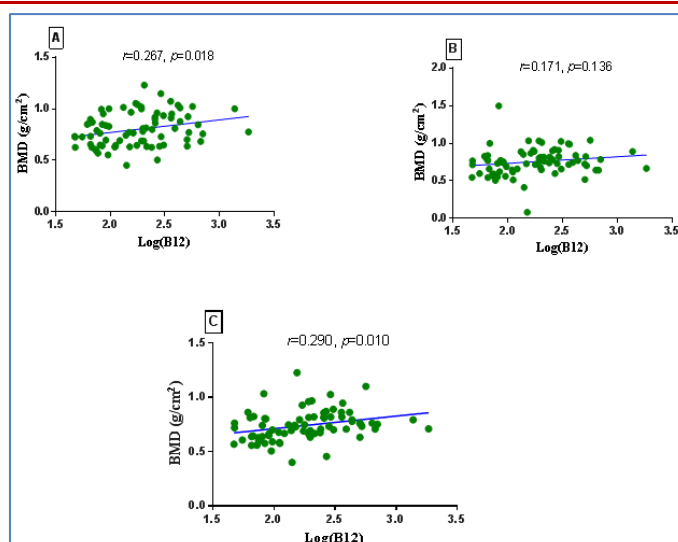 A
r=0.267, p=0.018
1.5
1.0
0.5
0.0
BMD (g/cm²)
1.5 2.0 2.5 3.0 3.5
Log(B12)
B
r=0.171, p=0.136
2.0
1.5
1.0
0.5
0.0
BMD (g/cm²)
1.5 2.0 2.5 3.0 3.5
Log(B12)
C
r=0.290, p=0.010
1.5
1.0
0.5
0.0
BMD (g/cm²)
1.5 2.0 2.5 3.0 3.5
Log(B12)